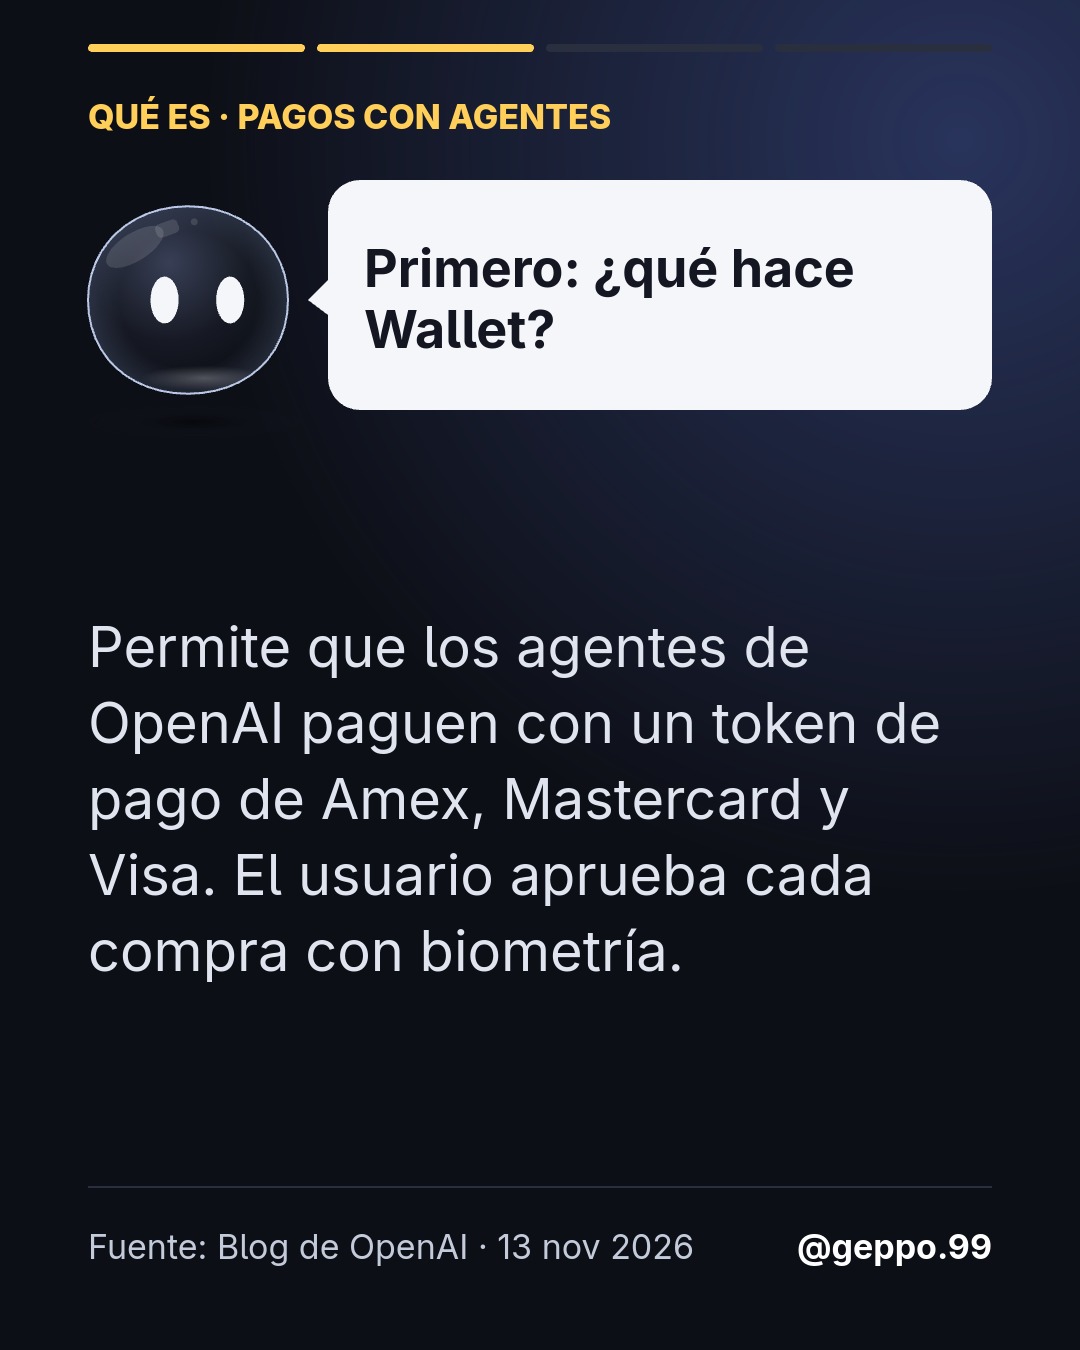 QUÉ ES · PAGOS CON AGENTES
Primero: ¿qué hace
Wallet?
Permite que los agentes de
OpenAI paguen con un token de
pago de Amex, Mastercard y
Visa. El usuario aprueba cada
compra con biometría.
Fuente: Blog de OpenAI · 13 nov 2026
@geppo.99